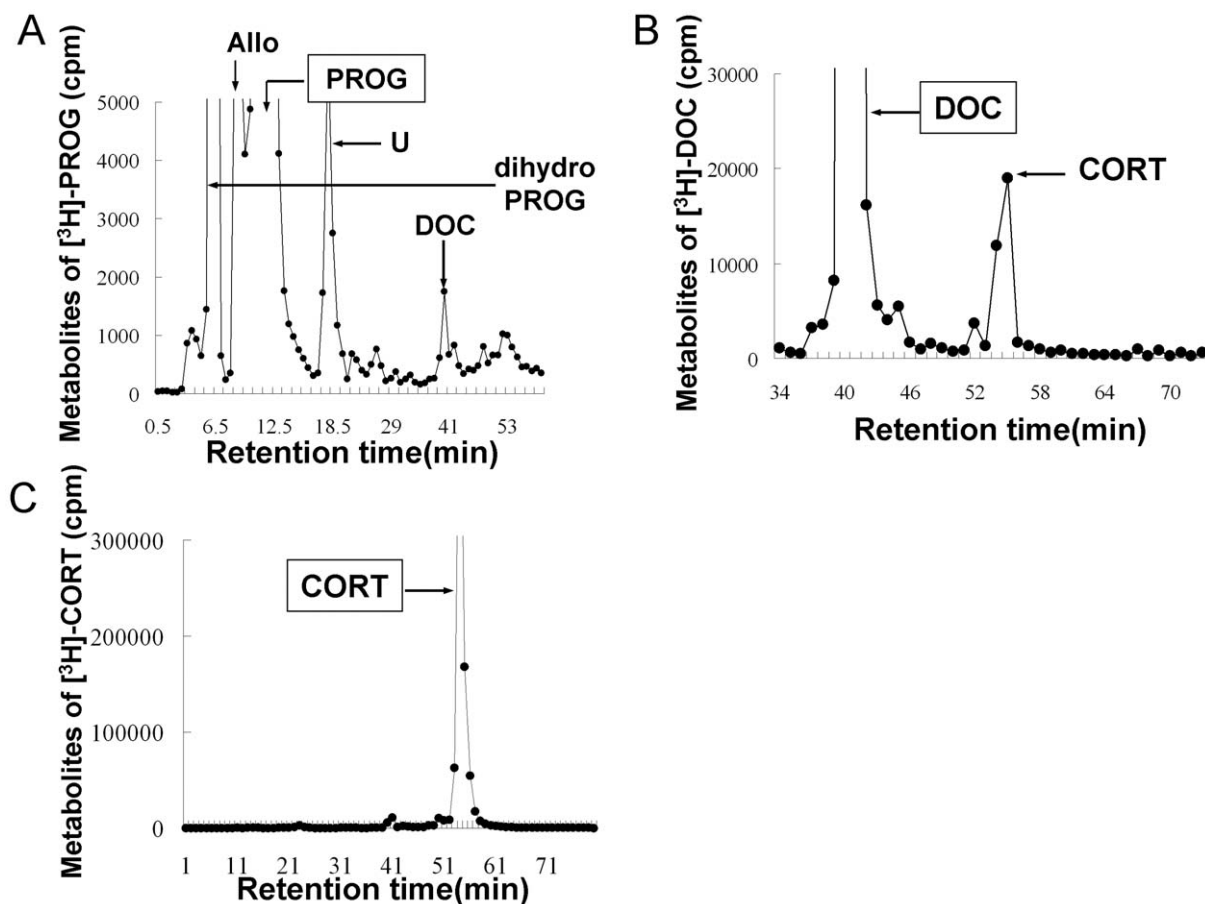 A
Metabolites of [³H]-PROG (cpm)
5000
4000
3000
2000
1000
0
Allo
PROG
U
dihydro
PROG
DOC
0.5 6.5 12.5 18.5 29 41 53
Retention time(min)
B
Metabolites of [³H]-DOC (cpm)
30000
20000
10000
0
DOC
CORT
34 40 46 52 58 64 70
Retention time(min)
C
Metabolites of [³H]-CORT (cpm)
300000
200000
100000
0
CORT
1 11 21 31 41 51 61 71
Retention time(min)